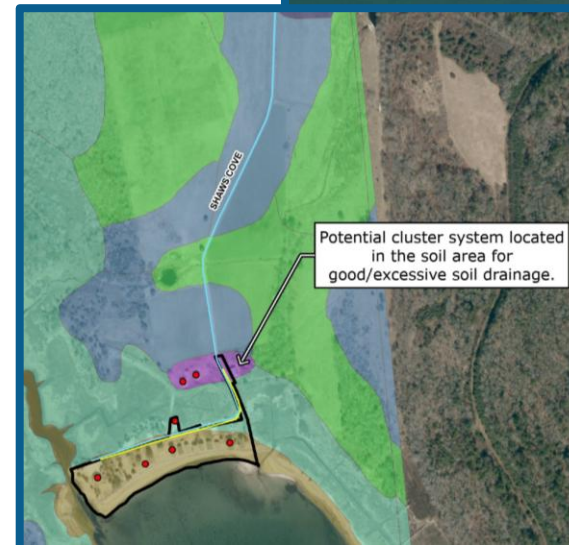 SHAWS COVE
Potential cluster system located
in the soil area for
good/excessive soil drainage.